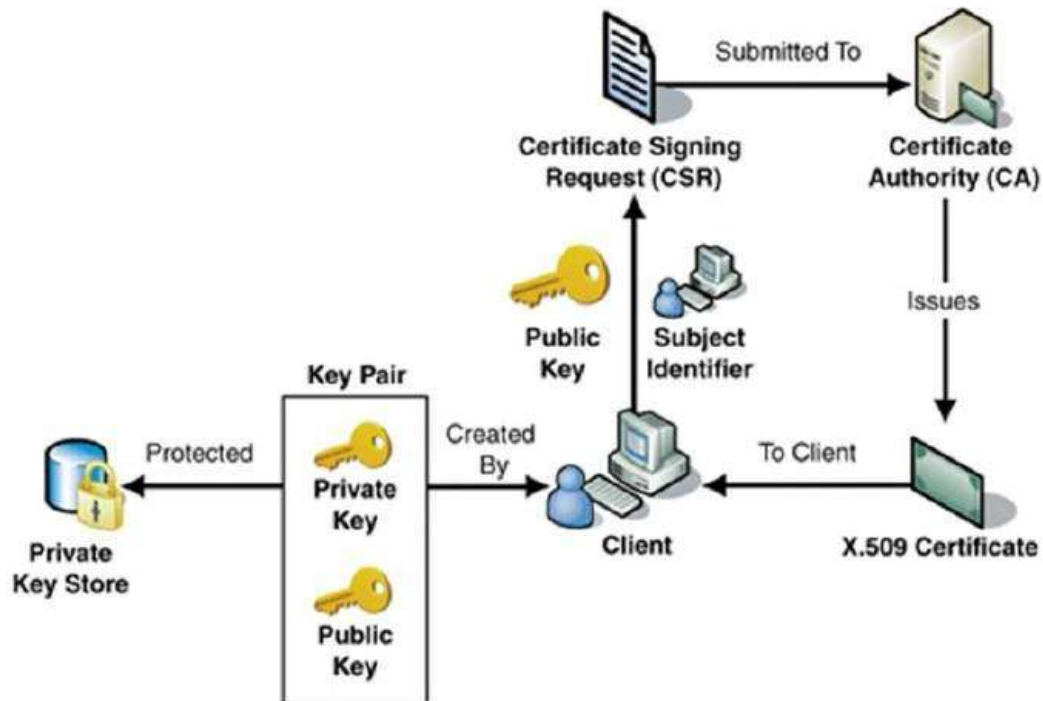 Submitted To
Certificate Signing
Request (CSR)
Certificate
Authority (CA)
Issues
Public
Key
Subject
Identifier
Key Pair
Protected
Private
Key
Created
By
To Client
Private
Key Store
Client
X.509 Certificate
Public
Key